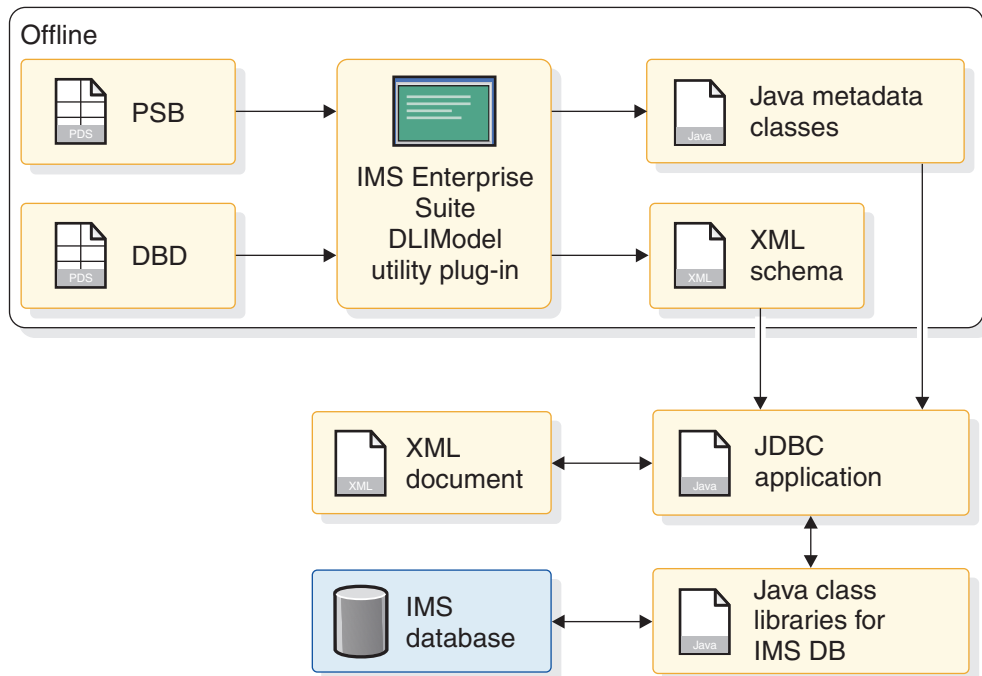 Offline
PDS
PSB
PDS
DBD
IMS Enterprise
Suite
DLIModel
utility plug-in
Java
Java metadata
classes
XML
XML
schema
XML
XML
document
Java
JDBC
application
IMS
database
Java
Java class
libraries for
IMS DB